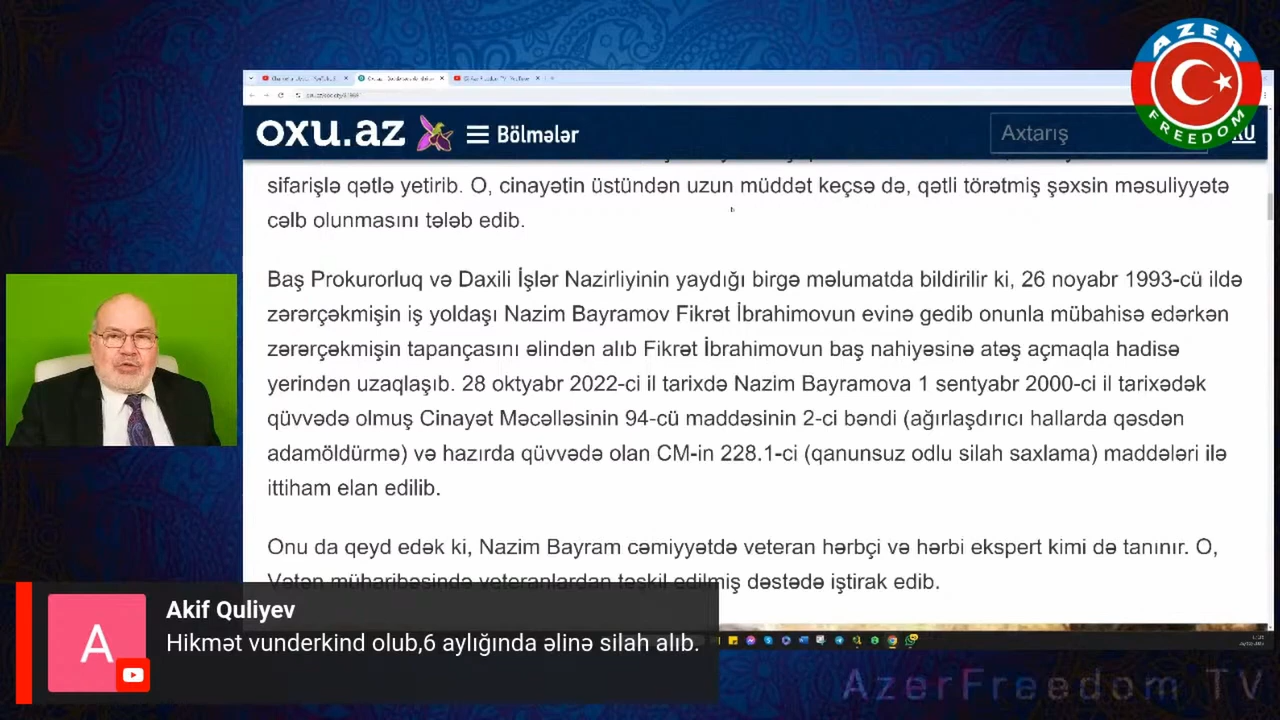 AZER
FREEDOM
oxu.az
Bölmələr
Axtarış
RU
sifarişlə qətlə yetirib. O, cinayətin üstündən uzun müddət keçsə də, qətli törətmiş şəxsin məsuliyyətə
cəlb olunmasını tələb edib.
Baş Prokurorluq və Daxili İşlər Nazirliyinin yaydığı birgə məlumatda bildirilir ki, 26 noyabr 1993-cü ildə
zərərçəkmişin iş yoldaşı Nazim Bayramov Fikrət İbrahimovun evinə gedib onunla mübahisə edərkən
zərərçəkmişin tapançasını əlindən alıb Fikrət İbrahimovun baş nahiyəsinə atəş açmaqla hadisə
yerindən uzaqlaşıb. 28 oktyabr 2022-ci il tarixdə Nazim Bayramova 1 sentyabr 2000-ci il tarixədək
qüvvədə olmuş Cinayət Məcəlləsinin 94-cü maddəsinin 2-ci bəndi (ağırlaşdırıcı hallarda qəsdən
adamöldürmə) və hazırda qüvvədə olan CM-in 228.1-ci (qanunsuz odlu silah saxlama) maddələri ilə
ittiham elan edilib.
Onu da qeyd edək ki, Nazim Bayram cəmiyyətdə veteran hərbçi və hərbi ekspert kimi də tanınır. O,
Vətən müharibəsində veteranlardan təşkil edilmiş dəstədə iştirak edib.
A
Akif Quliyev
Hikmət vunderkind olub,6 aylığında əlinə silah alıb.
AzerFreedom TV